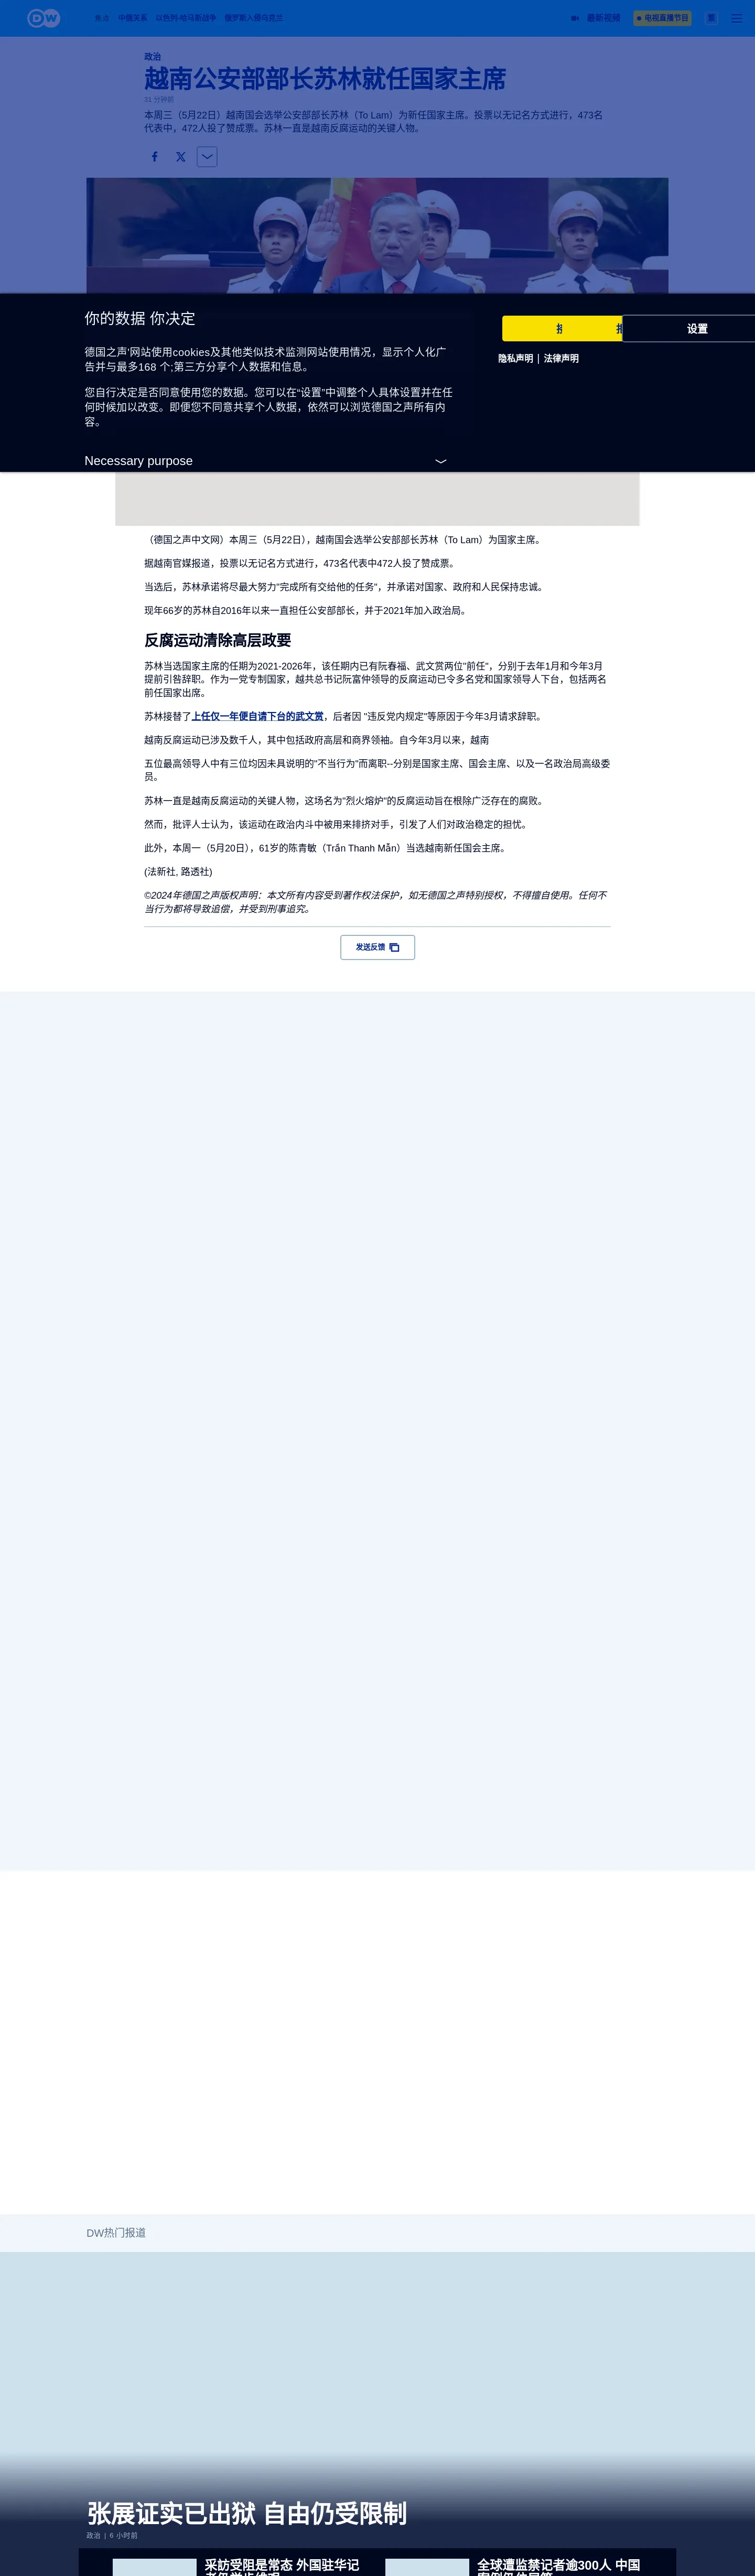 DW
热点
中俄关系
以色列-哈马斯战争
俄罗斯入侵乌克兰
最新视频
电视直播节目
繁
政治
越南公安部部长苏林就任国家主席
31 分钟前
本周三（5月22日）越南国会选举公安部部长苏林（To Lam）为新任国家主席。投票以无记名方式进行，473名
代表中，472人投了赞成票。苏林一直是越南反腐运动的关键人物。
你的数据 你决定
德国之声'网站使用cookies及其他类似技术监测网站使用情况，显示个人化广
告并与最多168 个;第三方分享个人数据和信息。
您自行决定是否同意使用您的数据。您可以在“设置”中调整个人具体设置并在任
何时候加以改变。即便您不同意共享个人数据，依然可以浏览德国之声所有内
容。
Necessary purpose
设置
隐私声明 | 法律声明
（德国之声中文网）本周三（5月22日），越南国会选举公安部部长苏林（To Lam）为国家主席。
据越南官媒报道，投票以无记名方式进行，473名代表中472人投了赞成票。
当选后，苏林承诺将尽最大努力"完成所有交给他的任务"，并承诺对国家、政府和人民保持忠诚。
现年66岁的苏林自2016年以来一直担任公安部部长，并于2021年加入政治局。
反腐运动清除高层政要
苏林当选国家主席的任期为2021-2026年，该任期内已有阮春福、武文赏两位"前任"，分别于去年1月和今年3月
提前引咎辞职。作为一党专制国家，越共总书记阮富仲领导的反腐运动已令多名党和国家领导人下台，包括两名
前任国家出席。
苏林接替了上任仅一年便自请下台的武文赏，后者因 "违反党内规定"等原因于今年3月请求辞职。
越南反腐运动已涉及数千人，其中包括政府高层和商界领袖。自今年3月以来，越南
五位最高领导人中有三位均因未具说明的"不当行为"而离职--分别是国家主席、国会主席、以及一名政治局高级委
员。
苏林一直是越南反腐运动的关键人物，这场名为"烈火熔炉"的反腐运动旨在根除广泛存在的腐败。
然而，批评人士认为，该运动在政治内斗中被用来排挤对手，引发了人们对政治稳定的担忧。
此外，本周一（5月20日），61岁的陈青敏（Trần Thanh Mẫn）当选越南新任国会主席。
(法新社, 路透社)
©2024年德国之声版权声明：本文所有内容受到著作权法保护，如无德国之声特别授权，不得擅自使用。任何不
当行为都将导致追偿，并受到刑事追究。
发送反馈
DW热门报道
张展证实已出狱 自由仍受限制
政治 | 6 小时前
采訪受阻是常态 外国驻华记
全球遭监禁记者逾300人 中国